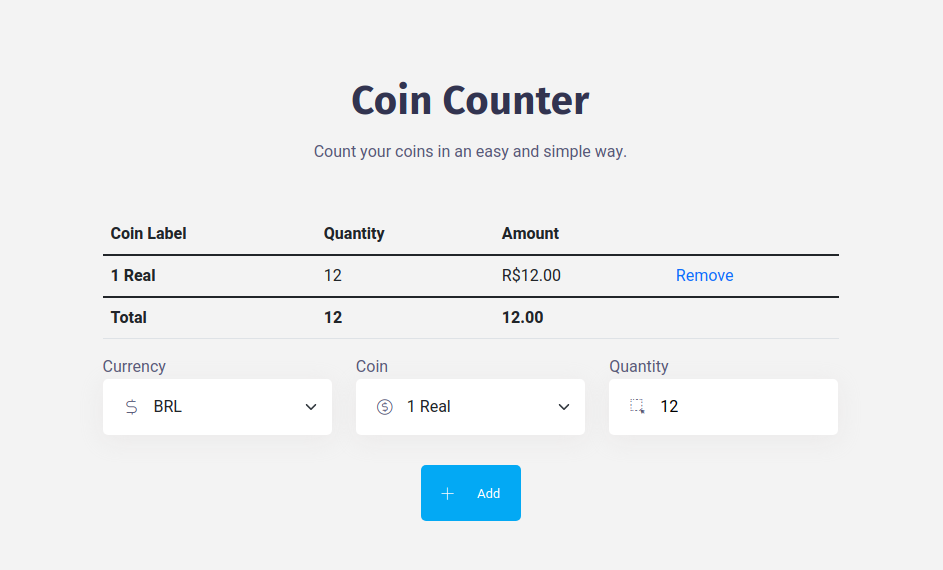 Coin Counter
Count your coins in an easy and simple way.
Coin Label Quantity Amount
1 Real 12 R$12.00 Remove
Total 12 12.00
Currency Coin Quantity
BRL 1 Real 12
Add